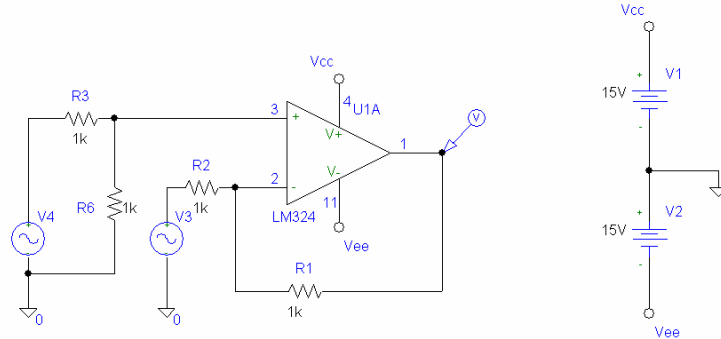 Vcc
R3
1k
3
+
4
U1A
V+
1
V
R2
1k
2
-
V-
11
LM324
Vee
R6
1k
V4
V3
0
0
R1
1k
Vcc
+
V1
15V
-
+
V2
15V
-
Vee